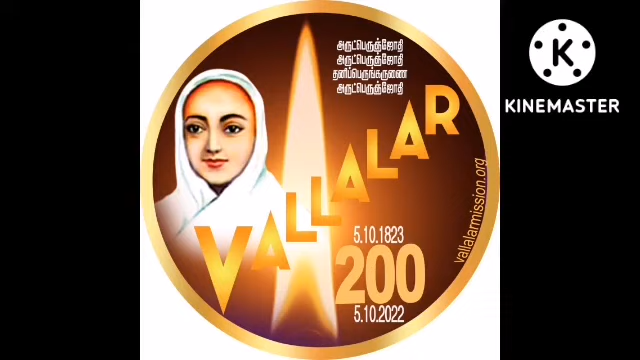 அருட்பெருஞ்ஜோதி
அருட்பெருஞ்ஜோதி
தனிப்பெருங்கருணை
அருட்பெருஞ்ஜோதி
VALLALAR
5.10.1823
200
5.10.2022
vallalarmission.org
K
KINEMASTER